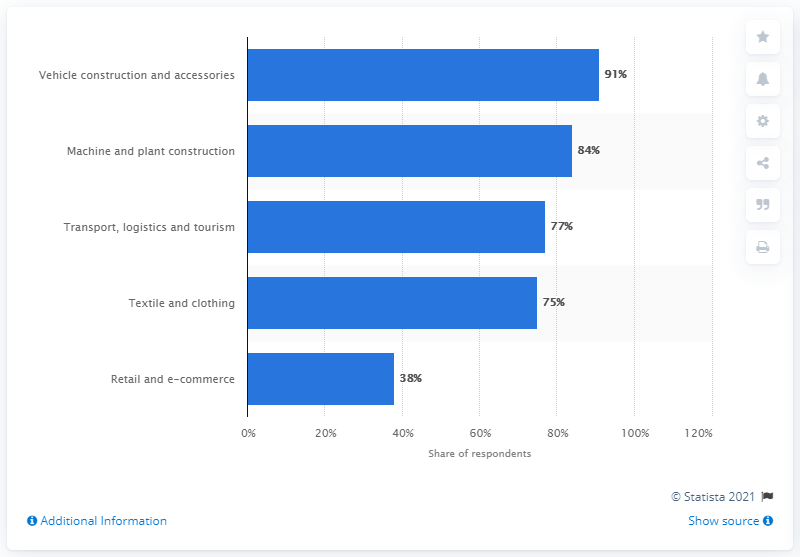 Vehicle construction and accessories 91%
Machine and plant construction 84%
Transport, logistics and tourism 77%
Textile and clothing 75%
Retail and e-commerce 38%
0% 20% 40% 60% 80% 100% 120%
Share of respondents
© Statista 2021
Additional Information Show source